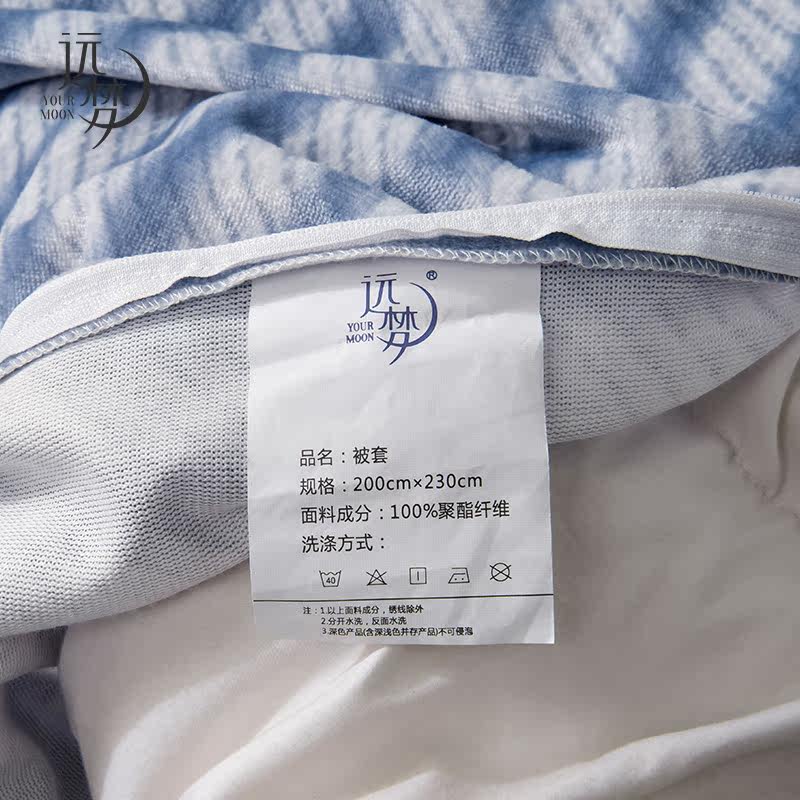 远梦
YOUR
MOON
远梦®
YOUR
MOON
品名：被套
规格：200cm×230cm
面料成分：100%聚酯纤维
洗涤方式：
40
注：1.以上面料成分，绣线除外
2.分开水洗，反面水洗
3.深色产品(含深浅色并存产品)不可侵泡